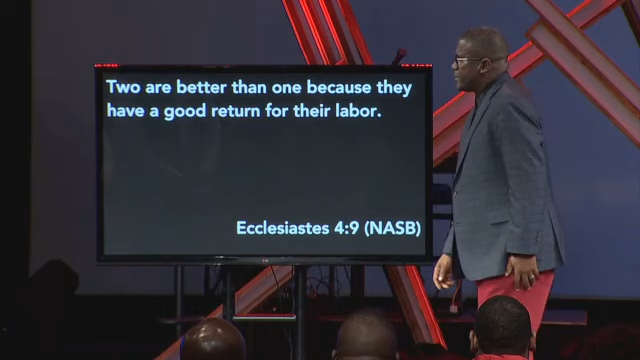 Two are better than one because they
have a good return for their labor.
Ecclesiastes 4:9 (NASB)